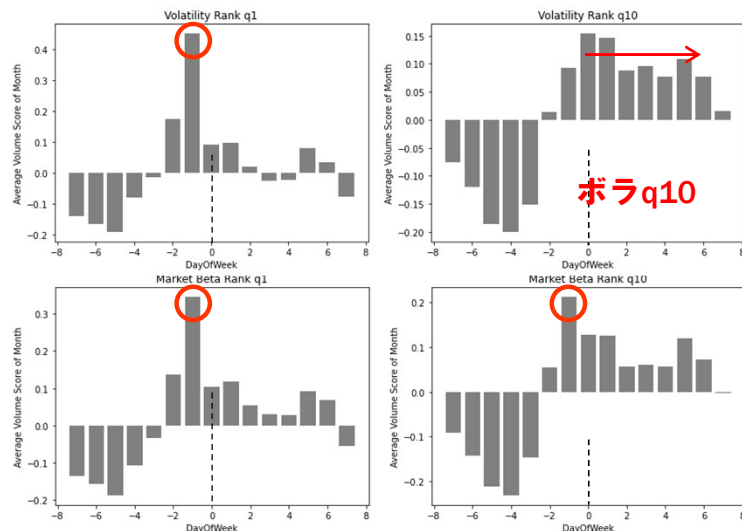 Volatility Rank q1
Average Volume Score of Month
0.4
0.3
0.2
0.1
0.0
−0.1
−0.2
−8 −6 −4 −2 0 2 4 6 8
DayOfWeek
Volatility Rank q10
Average Volume Score of Month
0.15
0.10
0.05
0.00
−0.05
−0.10
−0.15
−0.20
ボラq10
−8 −6 −4 −2 0 2 4 6 8
DayOfWeek
Market Beta Rank q1
Average Volume Score of Month
0.3
0.2
0.1
0.0
−0.1
−0.2
−8 −6 −4 −2 0 2 4 6 8
DayOfWeek
Market Beta Rank q10
Average Volume Score of Month
0.2
0.1
0.0
−0.1
−0.2
−8 −6 −4 −2 0 2 4 6 8
DayOfWeek